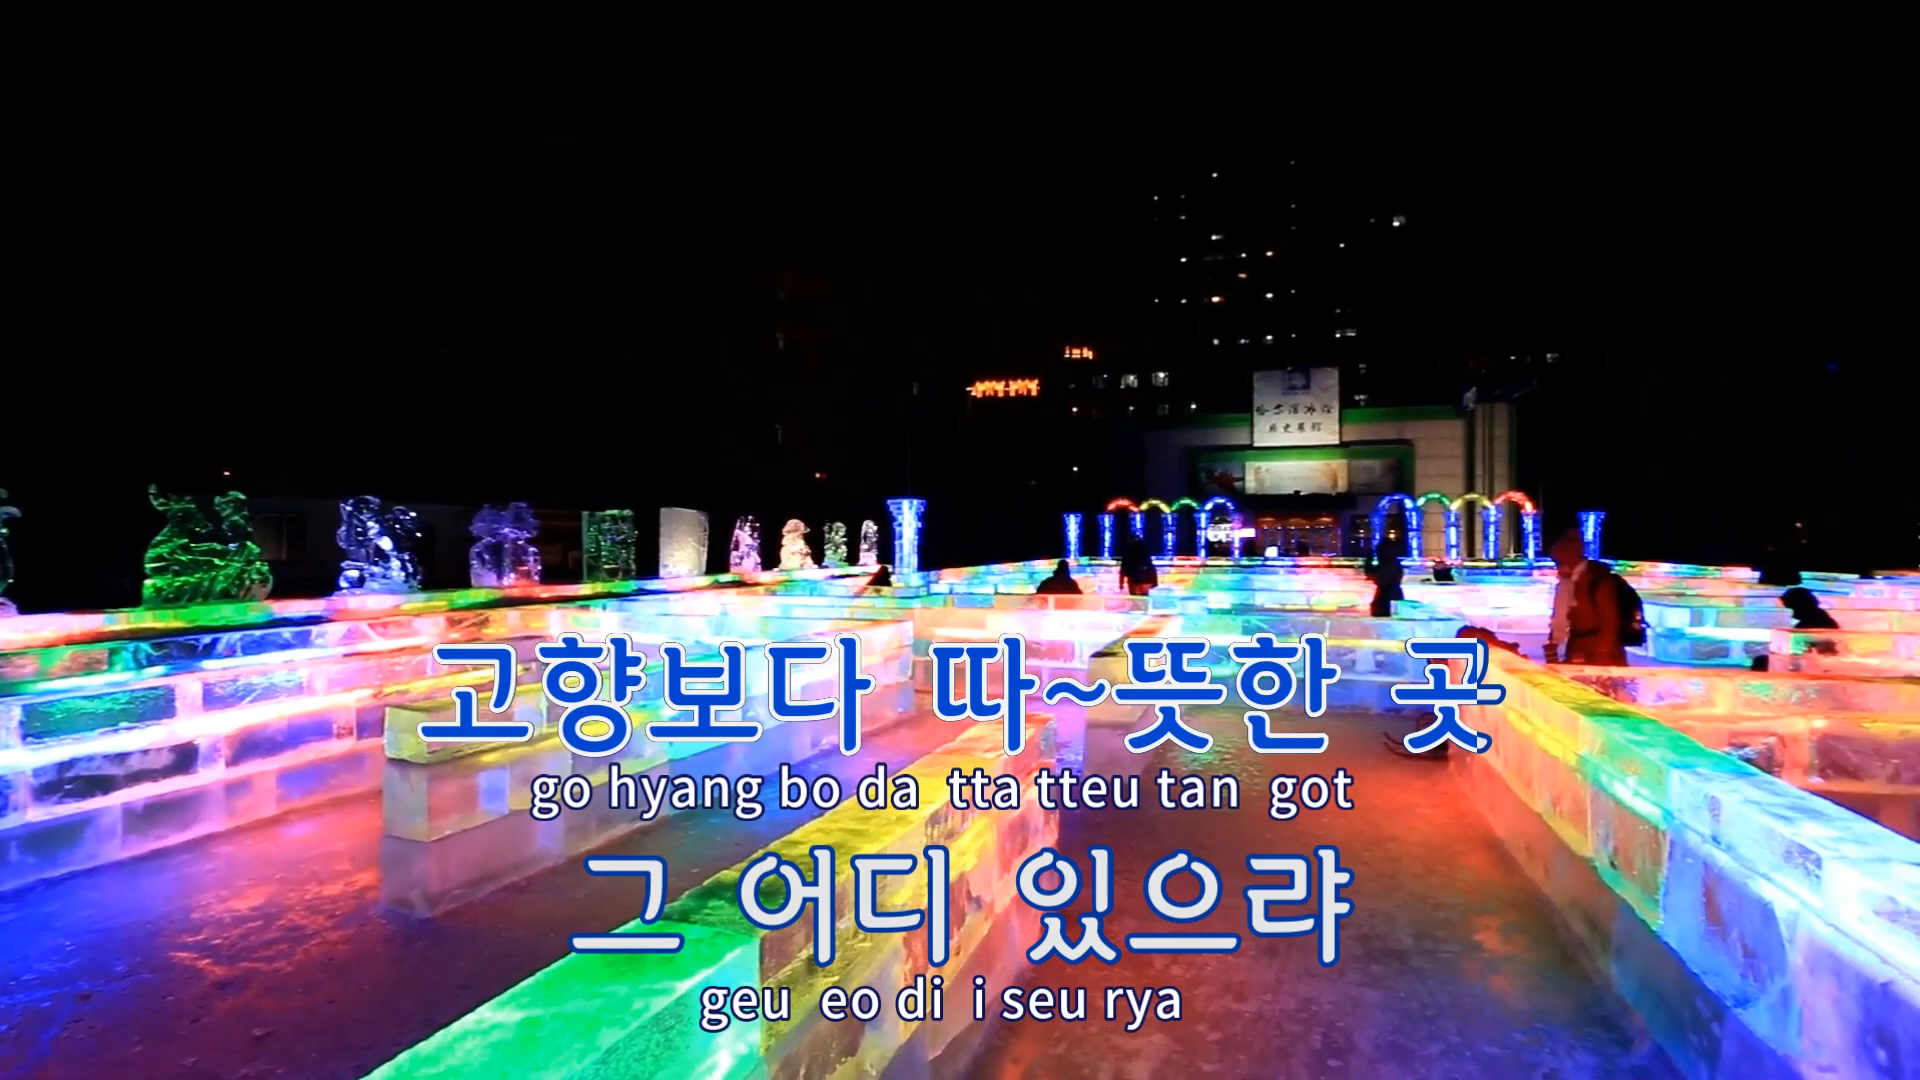 고향보다 따~뜻한 곳
go hyang bo da tta tteu tan got
그 어디 있으랴
geu eo di i seu rya